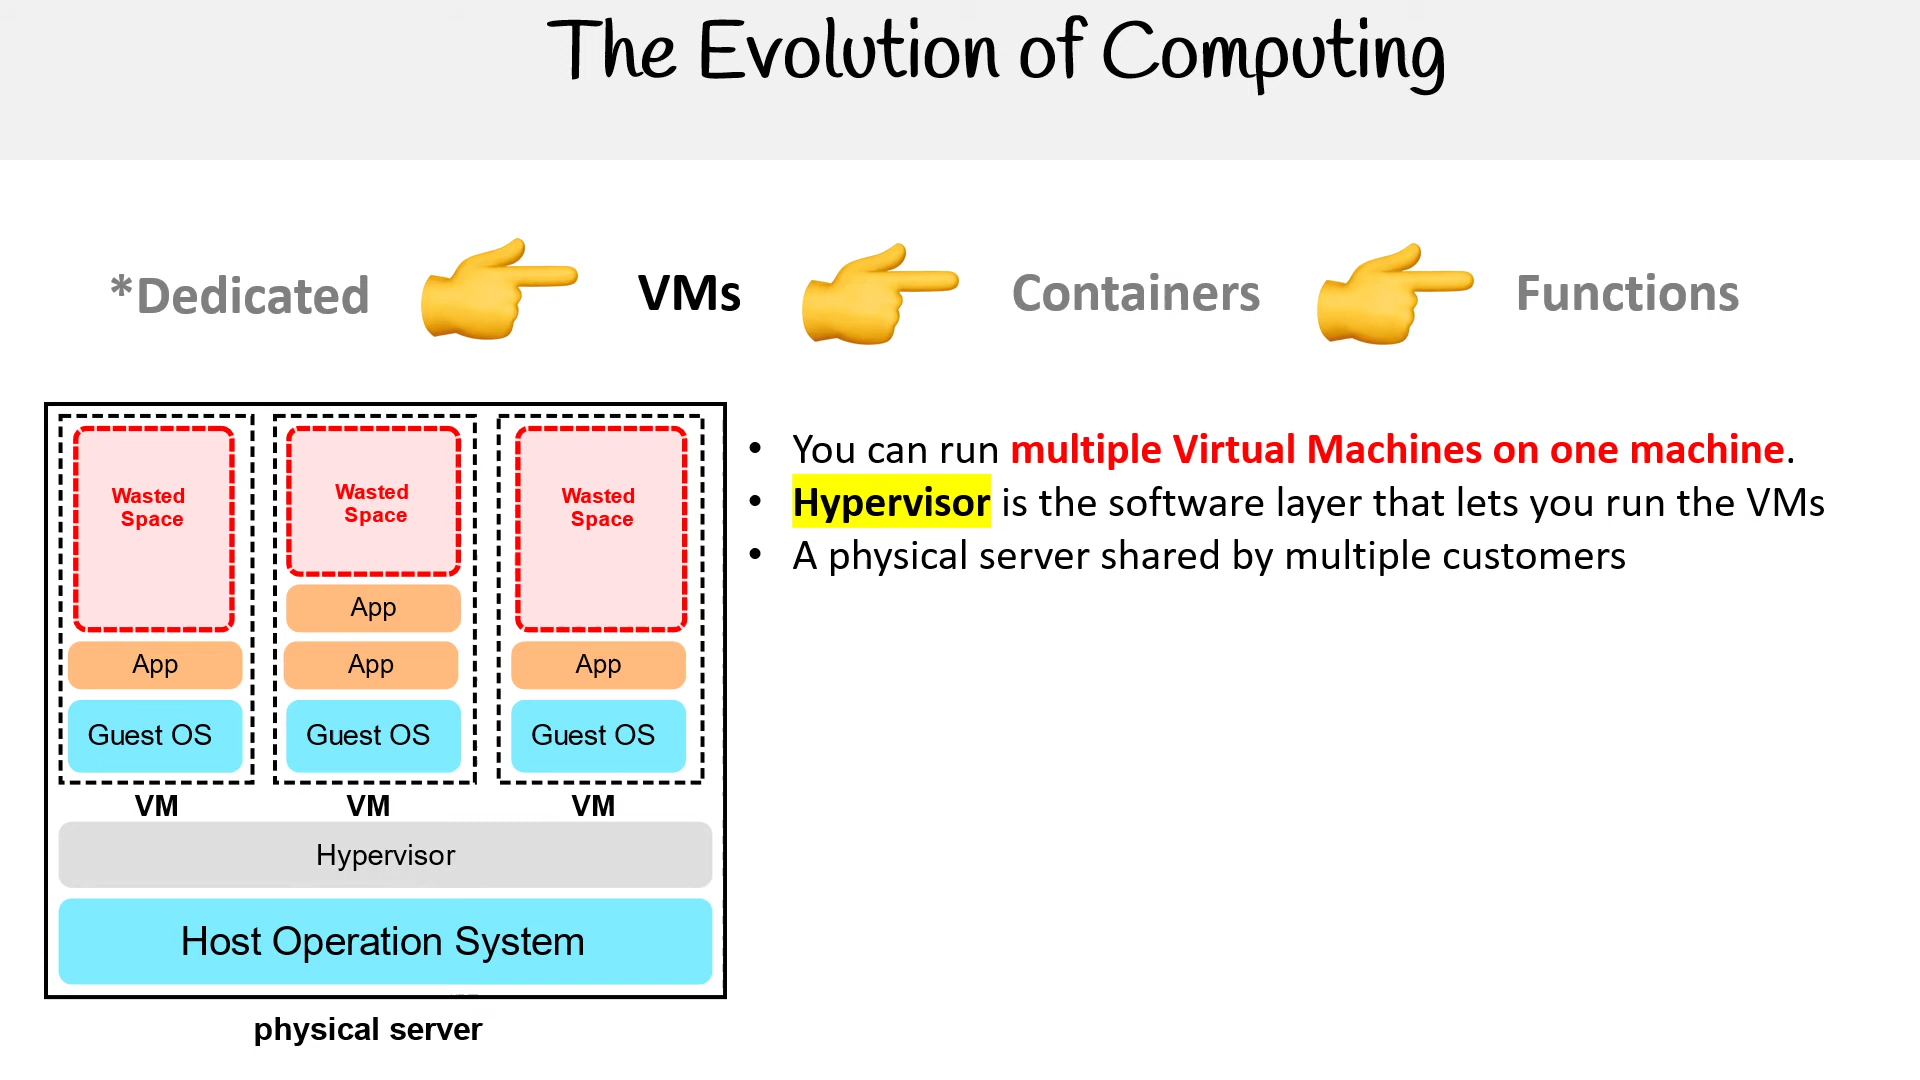 The Evolution of Computing
*Dedicated
VMs
Containers
Functions
Wasted
Space
App
Guest OS
VM
Wasted
Space
App
App
Guest OS
VM
Wasted
Space
App
Guest OS
VM
Hypervisor
Host Operation System
physical server
• You can run multiple Virtual Machines on one machine.
• Hypervisor is the software layer that lets you run the VMs
• A physical server shared by multiple customers